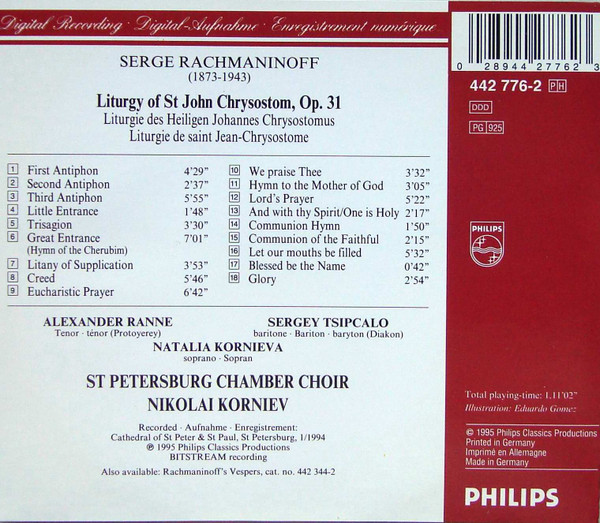 Digital Recording · Digital-Aufnahme · Enregistrement numérique
SERGE RACHMANINOFF
(1873-1943)
Liturgy of St John Chrysostom, Op. 31
Liturgie des Heiligen Johannes Chrysostomus
Liturgie de saint Jean-Chrysostome
1 First Antiphon 4'29"
2 Second Antiphon 2'37"
3 Third Antiphon 5'55"
4 Little Entrance 1'48"
5 Trisagion 3'30"
6 Great Entrance 7'01"
(Hymn of the Cherubim)
7 Litany of Supplication 3'53"
8 Creed 5'46"
9 Eucharistic Prayer 6'42"
10 We praise Thee 3'32"
11 Hymn to the Mother of God 3'05"
12 Lord's Prayer 5'22"
13 And with thy Spirit/One is Holy 2'17"
14 Communion Hymn 1'50"
15 Communion of the Faithful 2'15"
16 Let our mouths be filled 5'32"
17 Blessed be the Name 0'42"
18 Glory 2'54"
ALEXANDER RANNE
Tenor · ténor (Protoyerey)
SERGEY TSIPCALO
baritone · Bariton · baryton (Diakon)
NATALIA KORNIEVA
soprano · Sopran
ST PETERSBURG CHAMBER CHOIR
NIKOLAI KORNIEV
Recorded · Aufnahme · Enregistrement:
Cathedral of St Peter & St Paul, St Petersburg, 1/1994
℗ 1995 Philips Classics Productions
BITSTREAM recording
Also available: Rachmaninoff's Vespers, cat. no. 442 344-2
0 28944 27762 3
442 776-2 PH
DDD
PG 925
PHILIPS
PHILIPS
Total playing-time: 1.11'02"
Illustration: Eduardo Gomez
© 1995 Philips Classics Productions
Printed in Germany
Imprimé en Allemagne
Made in Germany
PHILIPS